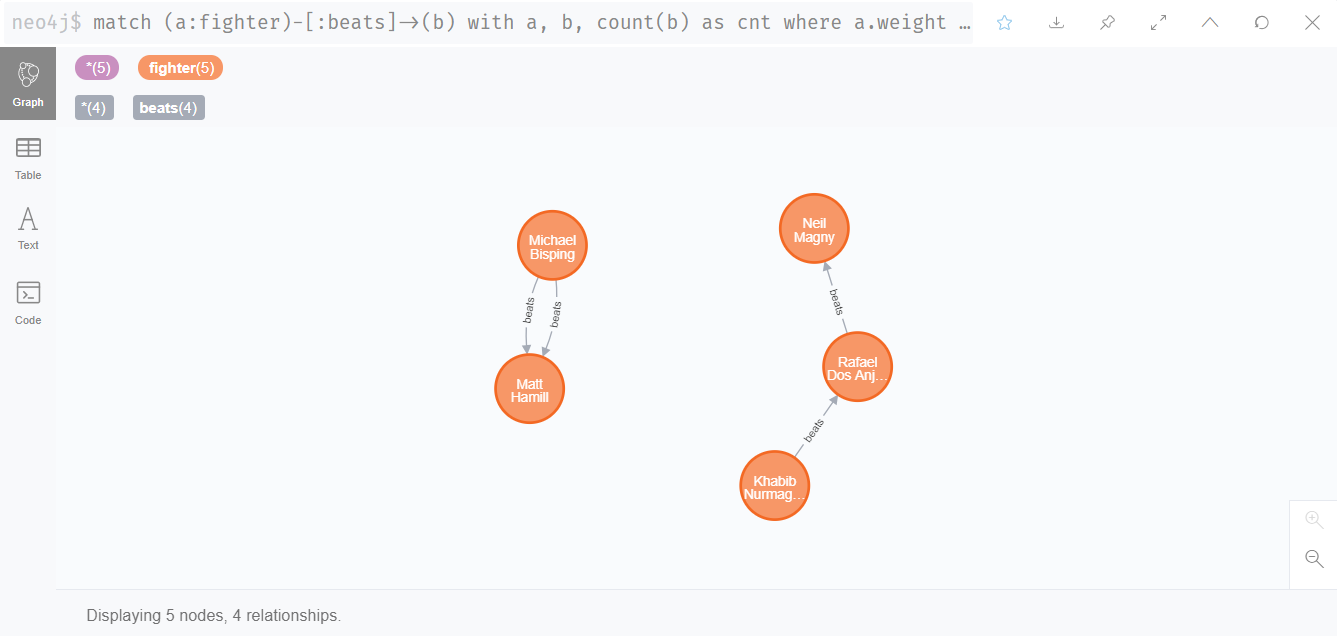 neo4j$ match (a:fighter)-[:beats]->(b) with a, b, count(b) as cnt where a.weight …
Graph
*(5) fighter(5)
*(4) beats(4)
Table
Text
Code
Michael
Bisping
beats
beats
Matt
Hamill
Neil
Magny
beats
Rafael
Dos Anj...
beats
Khabib
Nurmag...
Displaying 5 nodes, 4 relationships.